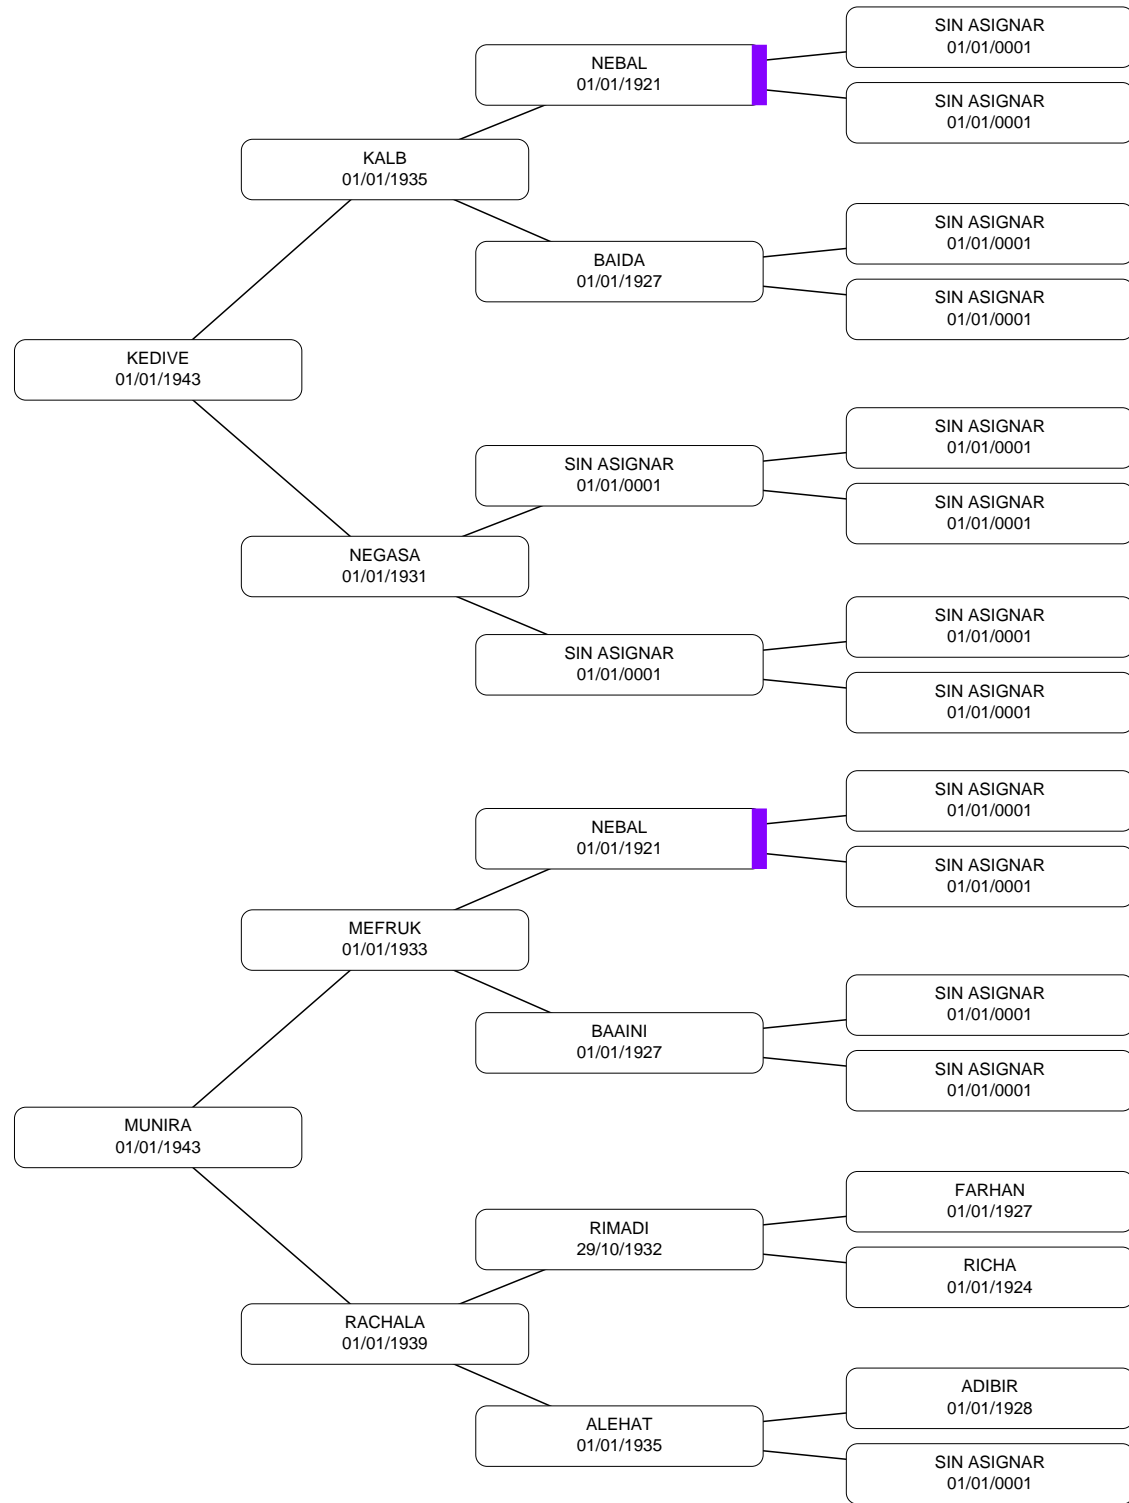 SIN ASIGNAR
01/01/0001
NEBAL
01/01/1921
SIN ASIGNAR
01/01/0001
KALB
01/01/1935
SIN ASIGNAR
01/01/0001
BAIDA
01/01/1927
SIN ASIGNAR
01/01/0001
KEDIVE
01/01/1943
SIN ASIGNAR
01/01/0001
SIN ASIGNAR
01/01/0001
SIN ASIGNAR
01/01/0001
NEGASA
01/01/1931
SIN ASIGNAR
01/01/0001
SIN ASIGNAR
01/01/0001
SIN ASIGNAR
01/01/0001
SIN ASIGNAR
01/01/0001
NEBAL
01/01/1921
SIN ASIGNAR
01/01/0001
MEFRUK
01/01/1933
SIN ASIGNAR
01/01/0001
BAAINI
01/01/1927
SIN ASIGNAR
01/01/0001
MUNIRA
01/01/1943
FARHAN
01/01/1927
RIMADI
29/10/1932
RICHA
01/01/1924
RACHALA
01/01/1939
ADIBIR
01/01/1928
ALEHAT
01/01/1935
SIN ASIGNAR
01/01/0001